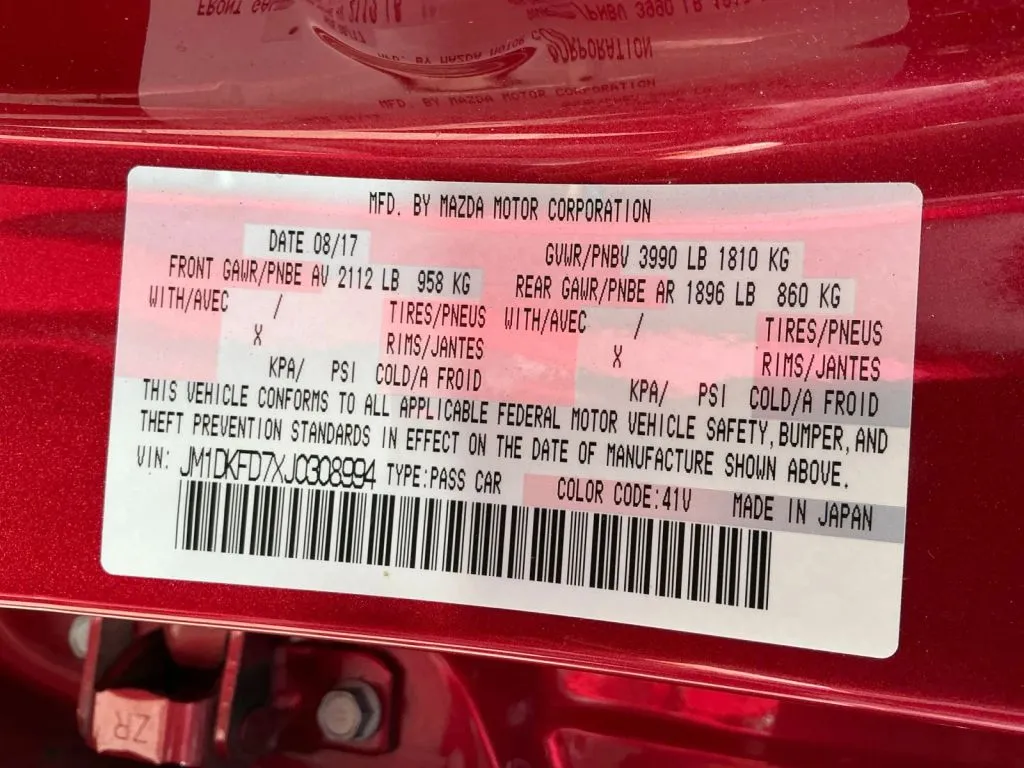 MFD. BY MAZDA MOTOR CORPORATION
DATE 08/17
GVWR/PNBV 3990 LB 1810 KG
FRONT GAWR/PNBE AV 2112 LB 958 KG
REAR GAWR/PNBE AR 1896 LB 860 KG
WITH/AVEC / TIRES/PNEUS
X RIMS/JANTES
KPA/ PSI COLD/A FROID
WITH/AVEC / TIRES/PNEUS
X RIMS/JANTES
KPA/ PSI COLD/A FROID
THIS VEHICLE CONFORMS TO ALL APPLICABLE FEDERAL MOTOR VEHICLE SAFETY, BUMPER, AND
THEFT PREVENTION STANDARDS IN EFFECT ON THE DATE OF MANUFACTURE SHOWN ABOVE.
VIN: JM1DKFD7XJ0308994 TYPE:PASS CAR COLOR CODE:41V MADE IN JAPAN
ZR